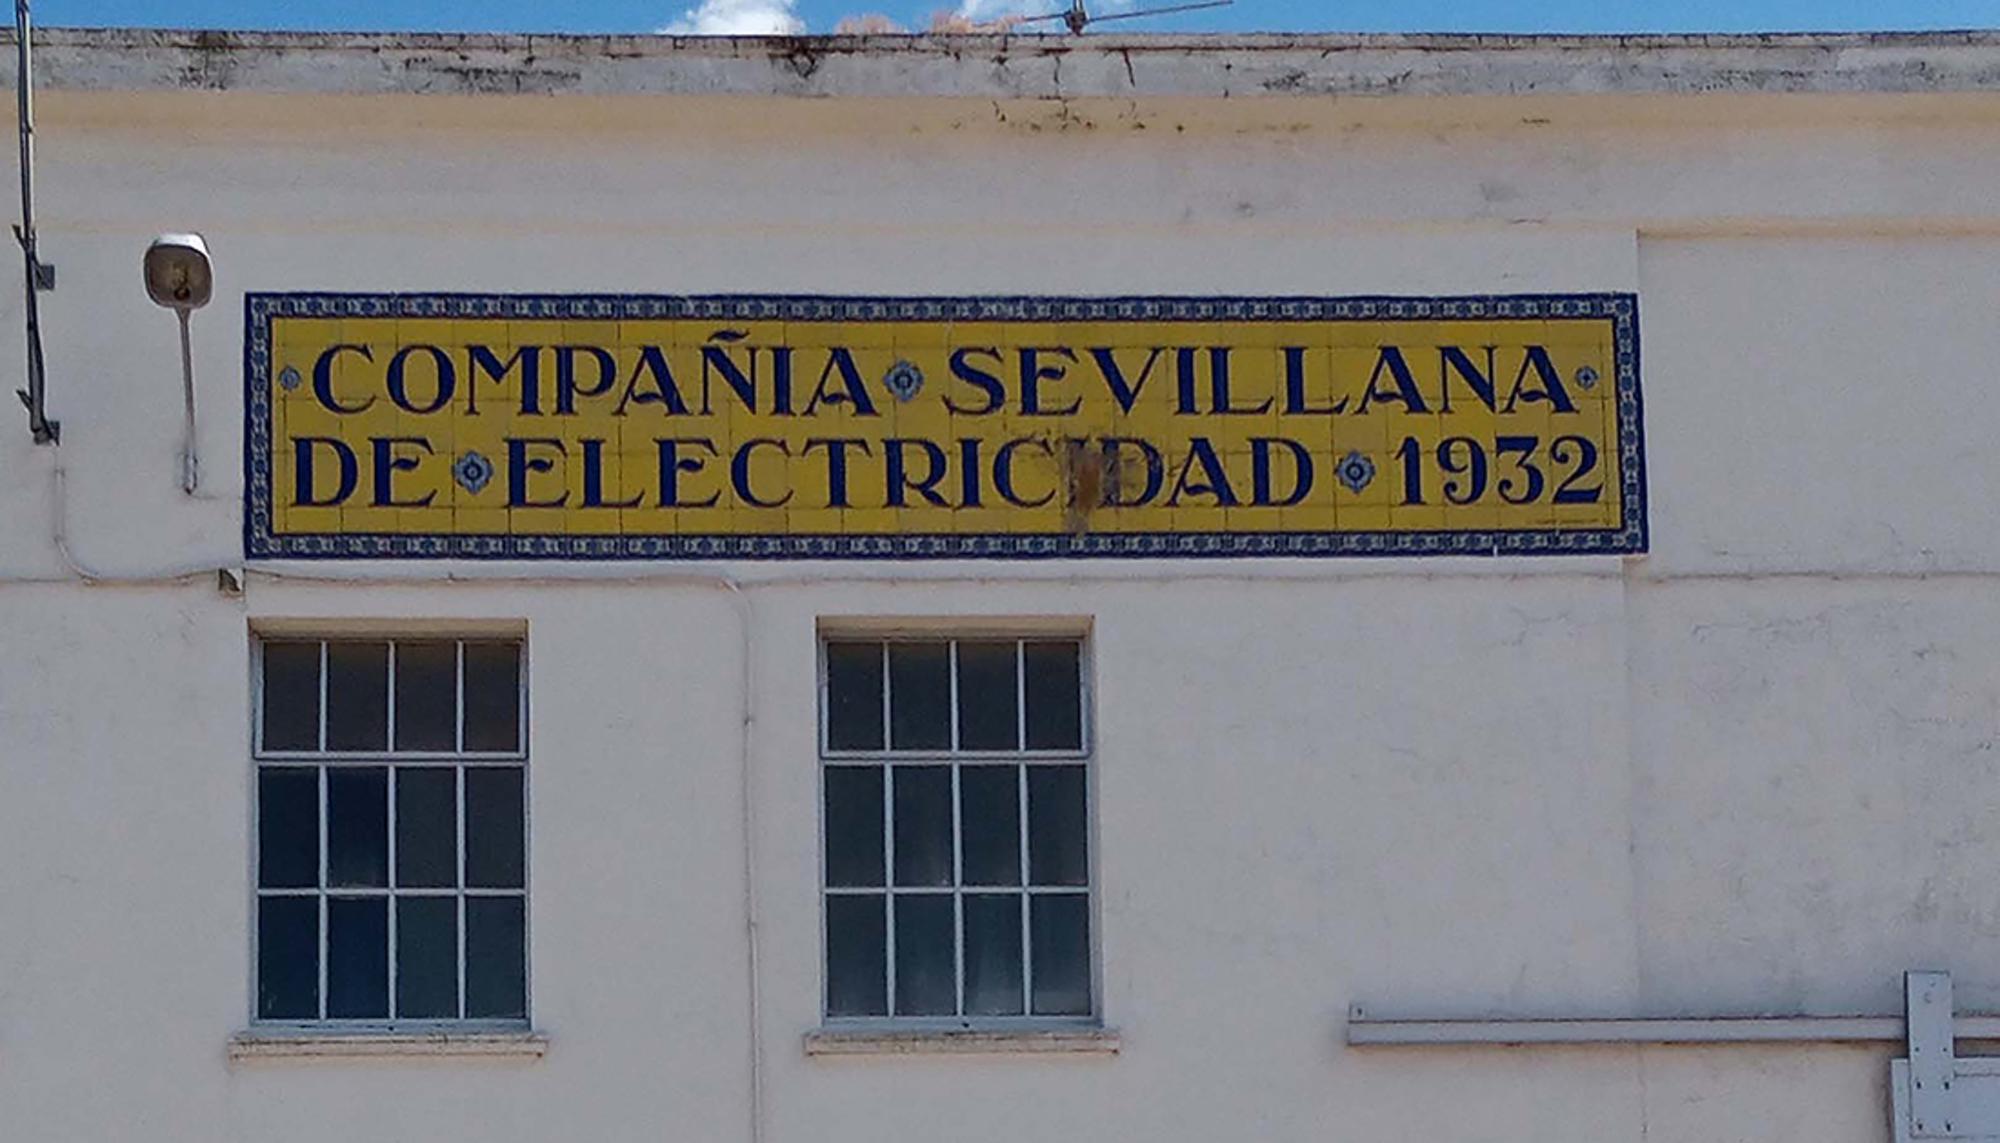 COMPAÑIA SEVILLANA
DE ELECTRICIDAD 1932